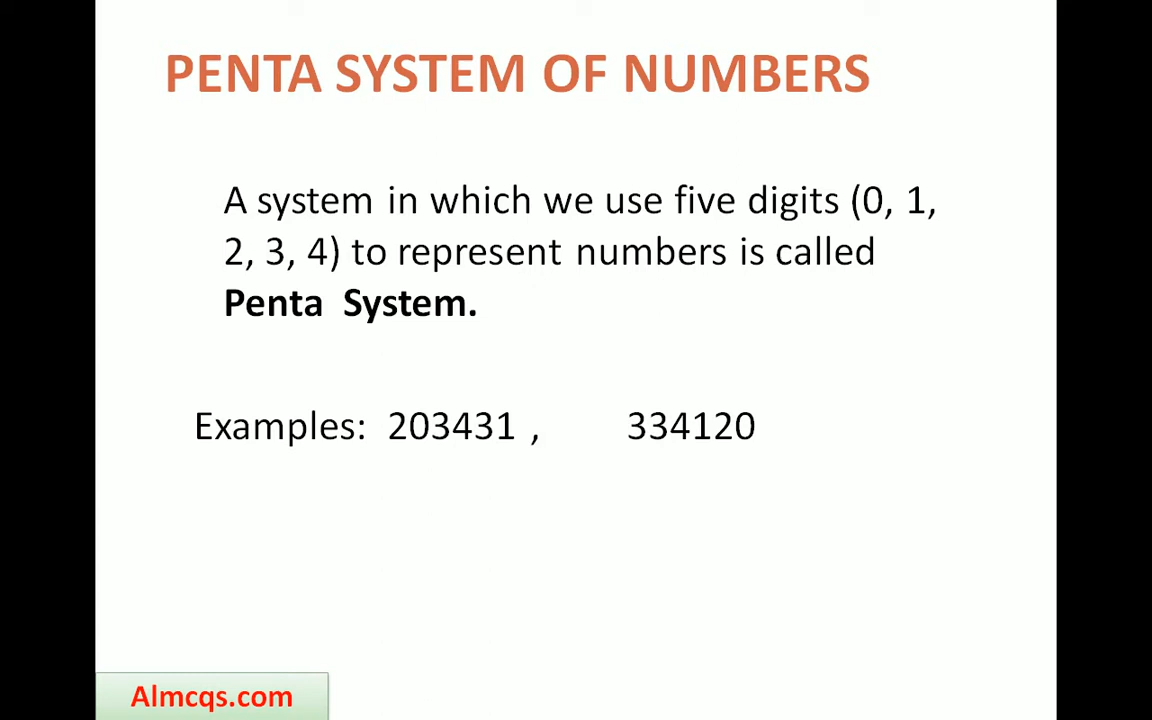 PENTA SYSTEM OF NUMBERS
A system in which we use five digits (0, 1,
2, 3, 4) to represent numbers is called
Penta System.
Examples: 203431 , 334120
Almcqs.com